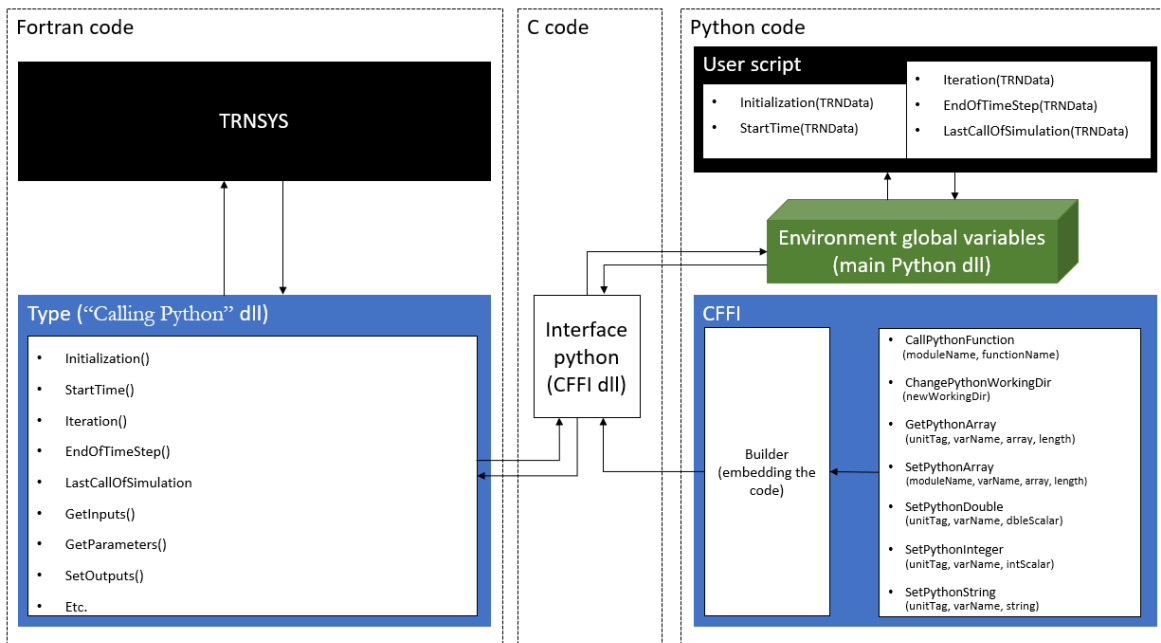 Fortran code
TRNSYS
Type (“Calling Python” dll)
• Initialization()
• StartTime()
• Iteration()
• EndOfTimeStep()
• LastCallOfSimulation
• GetInputs()
• GetParameters()
• SetOutputs()
• Etc.
C code
Interface
python
(CFFI dll)
Python code
User script
• Initialization(TRNData)
• StartTime(TRNData)
• Iteration(TRNData)
• EndOfTimeStep(TRNData)
• LastCallOfSimulation(TRNData)
Environment global variables
(main Python dll)
CFFI
Builder
(embedding the
code)
• CallPythonFunction
(moduleName, functionName)
• ChangePythonWorkingDir
(newWorkingDir)
• GetPythonArray
(unitTag, varName, array, length)
• SetPythonArray
(moduleName, varName, array, length)
• SetPythonDouble
(unitTag, varName, dbleScalar)
• SetPythonInteger
(unitTag, varName, intScalar)
• SetPythonString
(unitTag, varName, string)